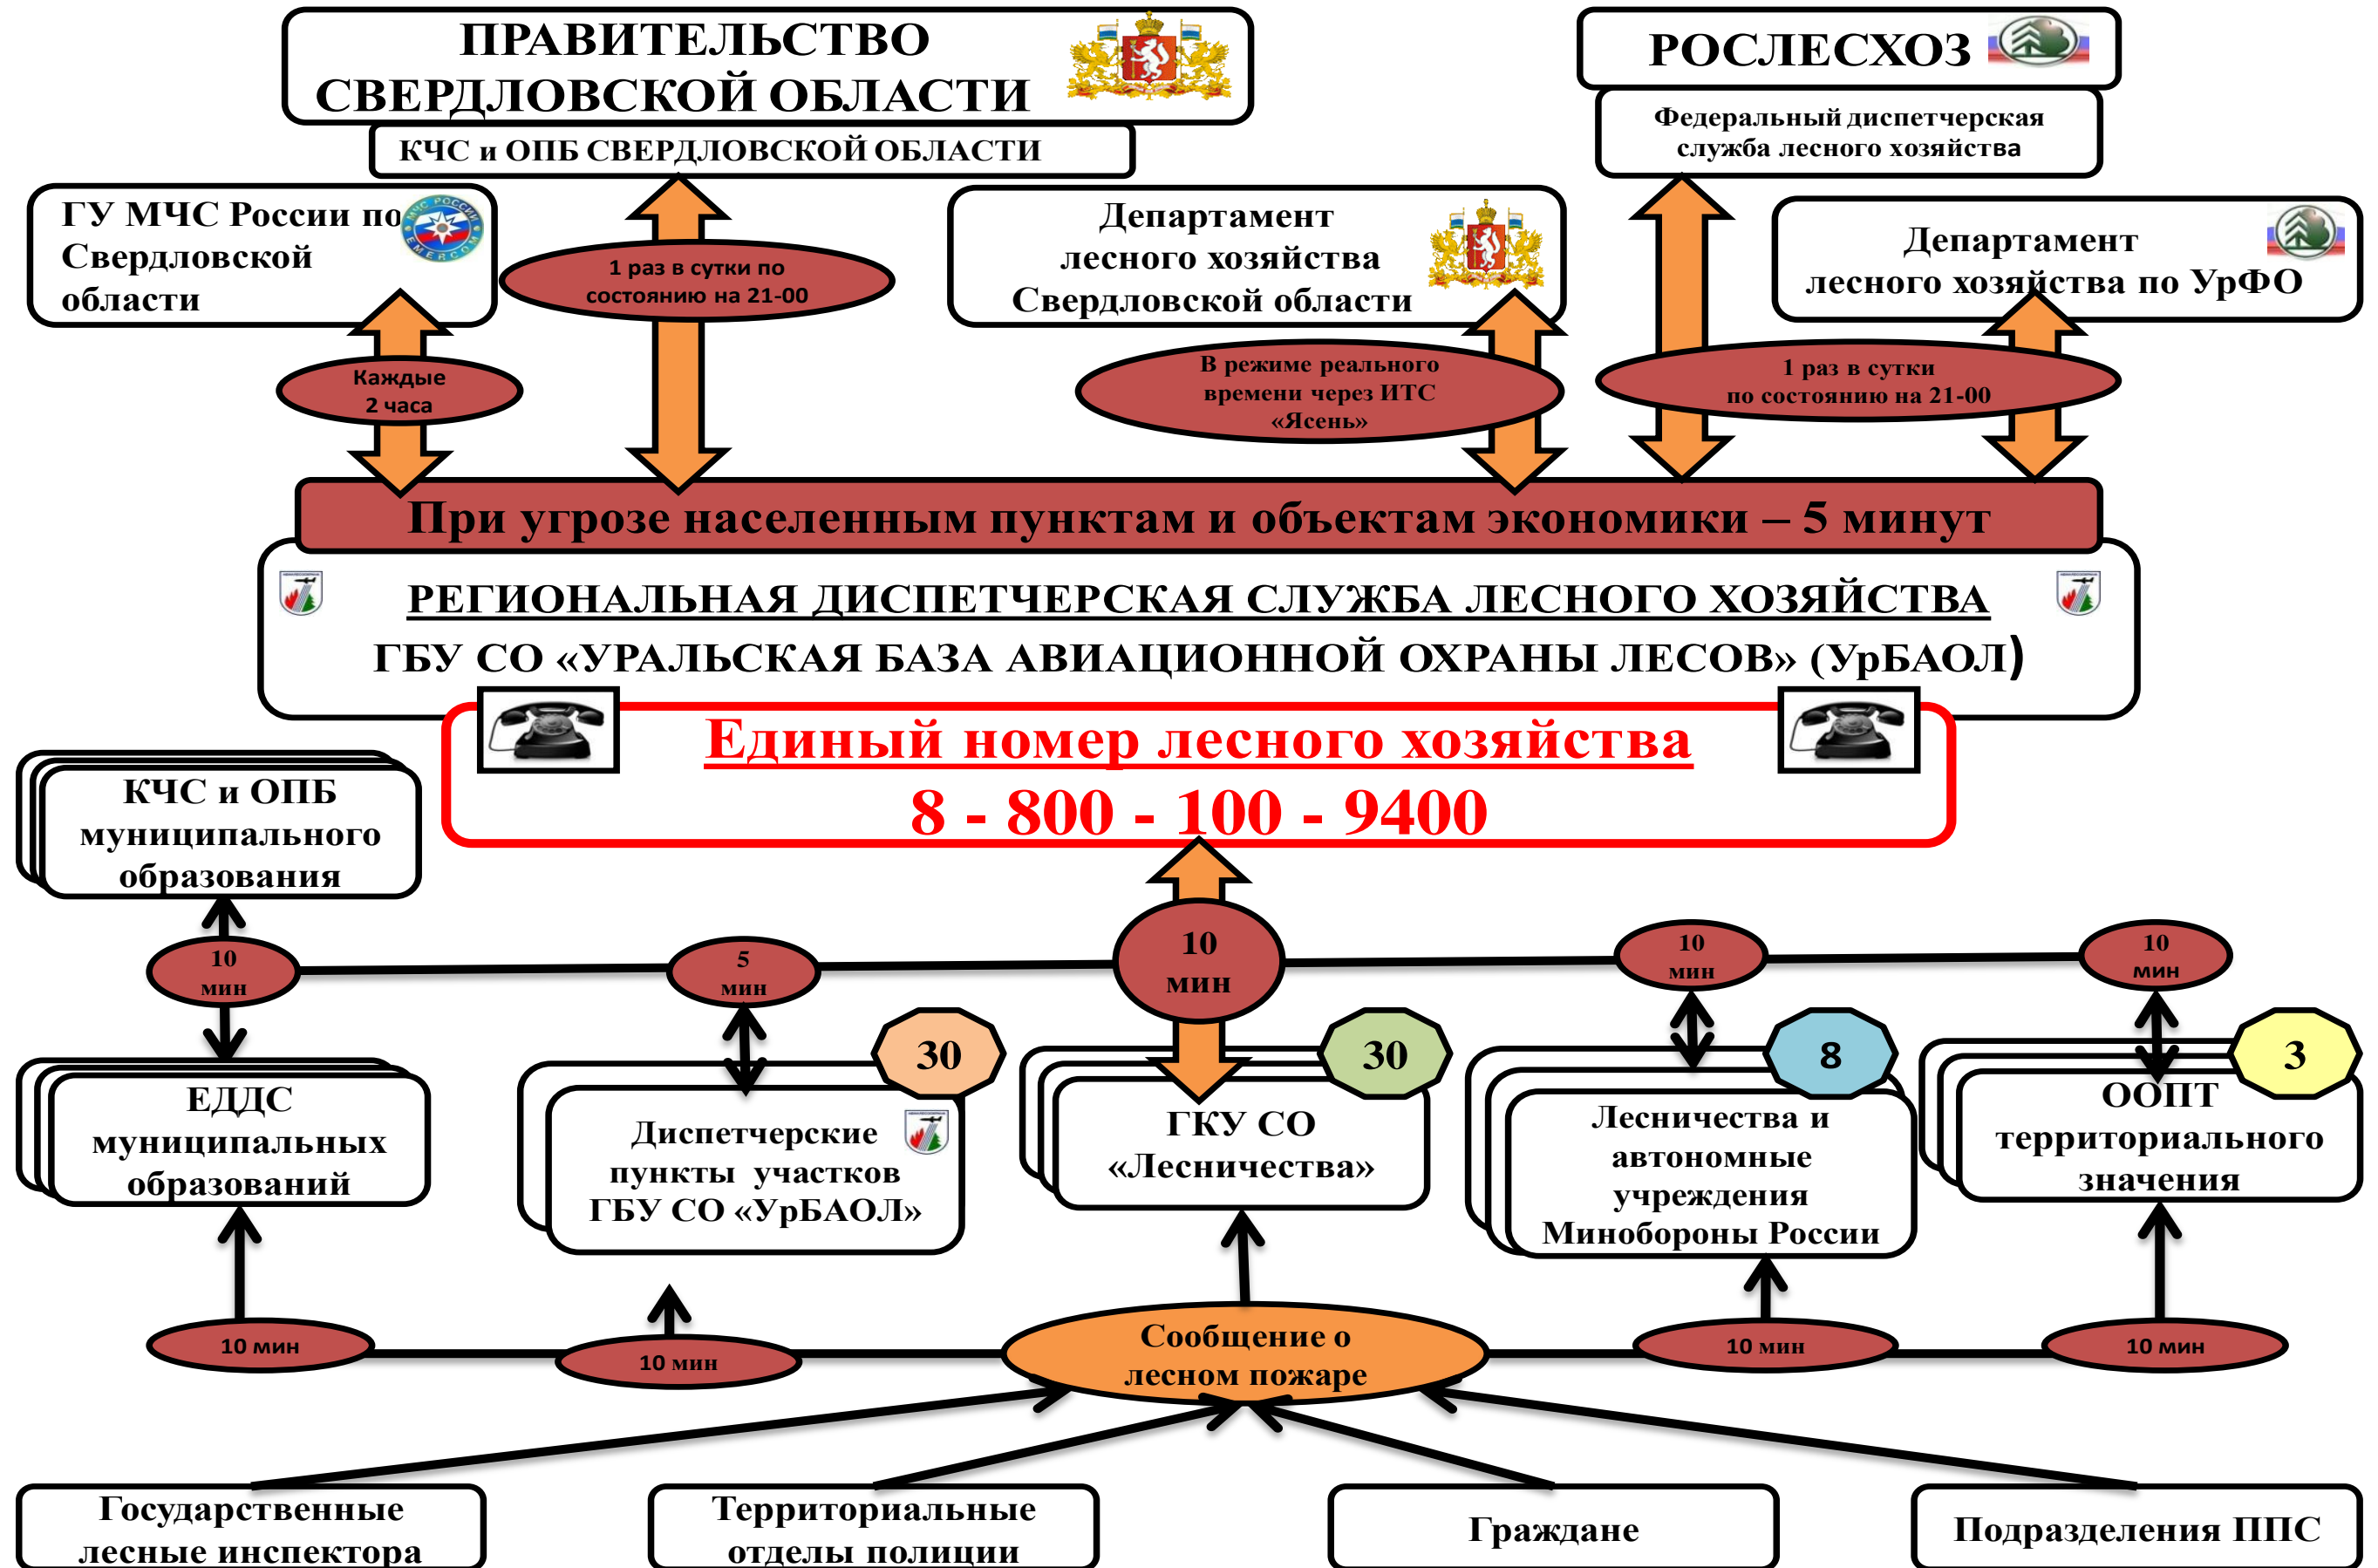 ПРАВИТЕЛЬСТВО
СВЕРДЛОВСКОЙ ОБЛАСТИ
КЧС и ОПБ СВЕРДЛОВСКОЙ ОБЛАСТИ
РОСЛЕСХОЗ
Федеральный диспетчерская
служба лесного хозяйства
ГУ МЧС России по
Свердловской
области
МЧС РОССИИ
EMERCOM
1 раз в сутки по
состоянию на 21-00
Департамент
лесного хозяйства
Свердловской области
Департамент
лесного хозяйства по УрФО
Каждые
2 часа
В режиме реального
времени через ИТС
«Ясень»
1 раз в сутки
по состоянию на 21-00
При угрозе населенным пунктам и объектам экономики – 5 минут
РЕГИОНАЛЬНАЯ ДИСПЕТЧЕРСКАЯ СЛУЖБА ЛЕСНОГО ХОЗЯЙСТВА
ГБУ СО «УРАЛЬСКАЯ БАЗА АВИАЦИОННОЙ ОХРАНЫ ЛЕСОВ» (УрБАОЛ)
Единый номер лесного хозяйства
8 - 800 - 100 - 9400
КЧС и ОПБ
муниципального
образования
10
мин
5
мин
10
мин
10
мин
10
мин
ЕДДС
муниципальных
образований
30
Диспетчерские
пункты участков
ГБУ СО «УрБАОЛ»
30
ГКУ СО
«Лесничества»
8
Лесничества и
автономные
учреждения
Минобороны России
3
ООПТ
территориального
значения
10 мин
10 мин
Сообщение о
лесном пожаре
10 мин
10 мин
Государственные
лесные инспектора
Территориальные
отделы полиции
Граждане
Подразделения ППС